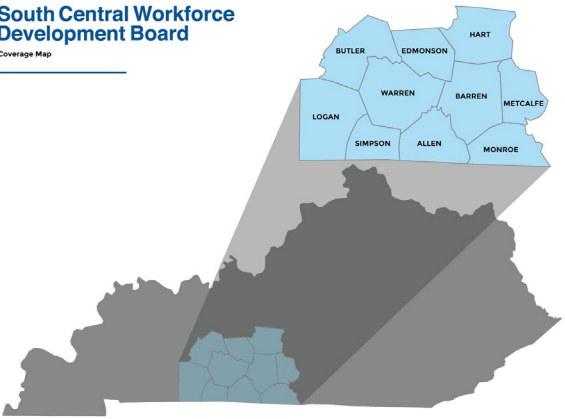 South Central Workforce
Development Board
Coverage Map
HART
BUTLER
EDMONSON
WARREN
BARREN
METCALFE
LOGAN
SIMPSON
ALLEN
MONROE